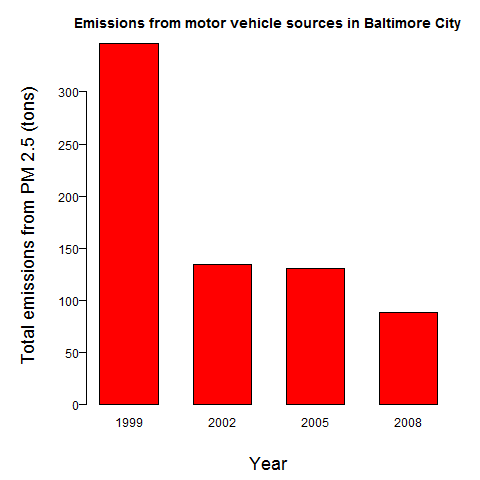 Emissions from motor vehicle sources in Baltimore City
Total emissions from PM 2.5 (tons)
300
250
200
150
100
50
0
1999 2002 2005 2008
Year